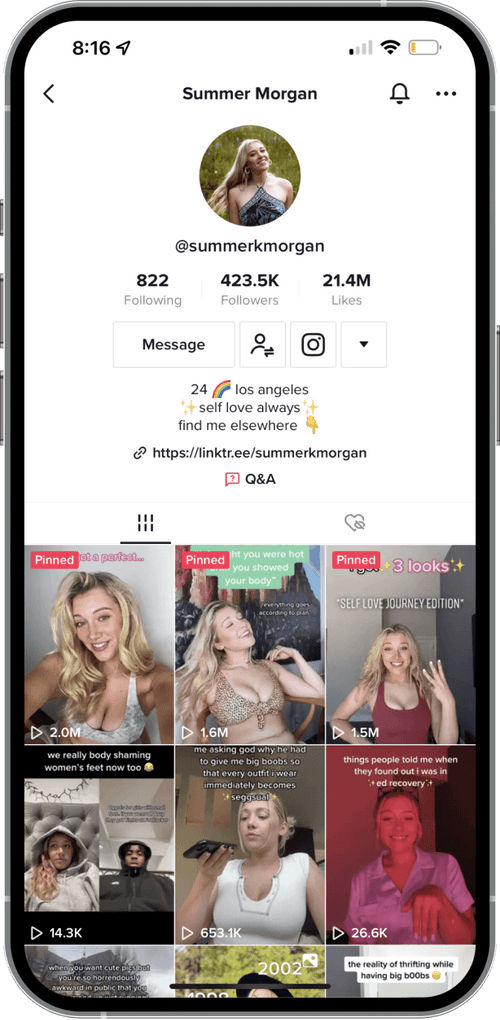 8:16
Summer Morgan
@summerkmorgan
822
423.5K
21.4M
Following
Followers
Likes
Message
24 🌈 los angeles
✨self love always✨
find me elsewhere 👇
https://linktr.ee/summerkmorgan
Q&A
Pinned
a perfect...
2.0M
Pinned
ht you were hot
you showed
your body"
"everything goes
according to plan"
1.6M
Pinned
3 looks✨
*SELF LOVE JOURNEY EDITION*
1.5M
we really body shaming
women's feet now too 😂
14.3K
me asking god why he had
to give me big boobs so
that every outfit i wear
immediately becomes
✨seggsual✨
653.1K
things people told me when
they found out i was in
✨ed recovery✨
26.6K
when you want cute pics but
you're so horrendously
awkward in public that you
2002
1998
the reality of thrifting while
having big b00bs